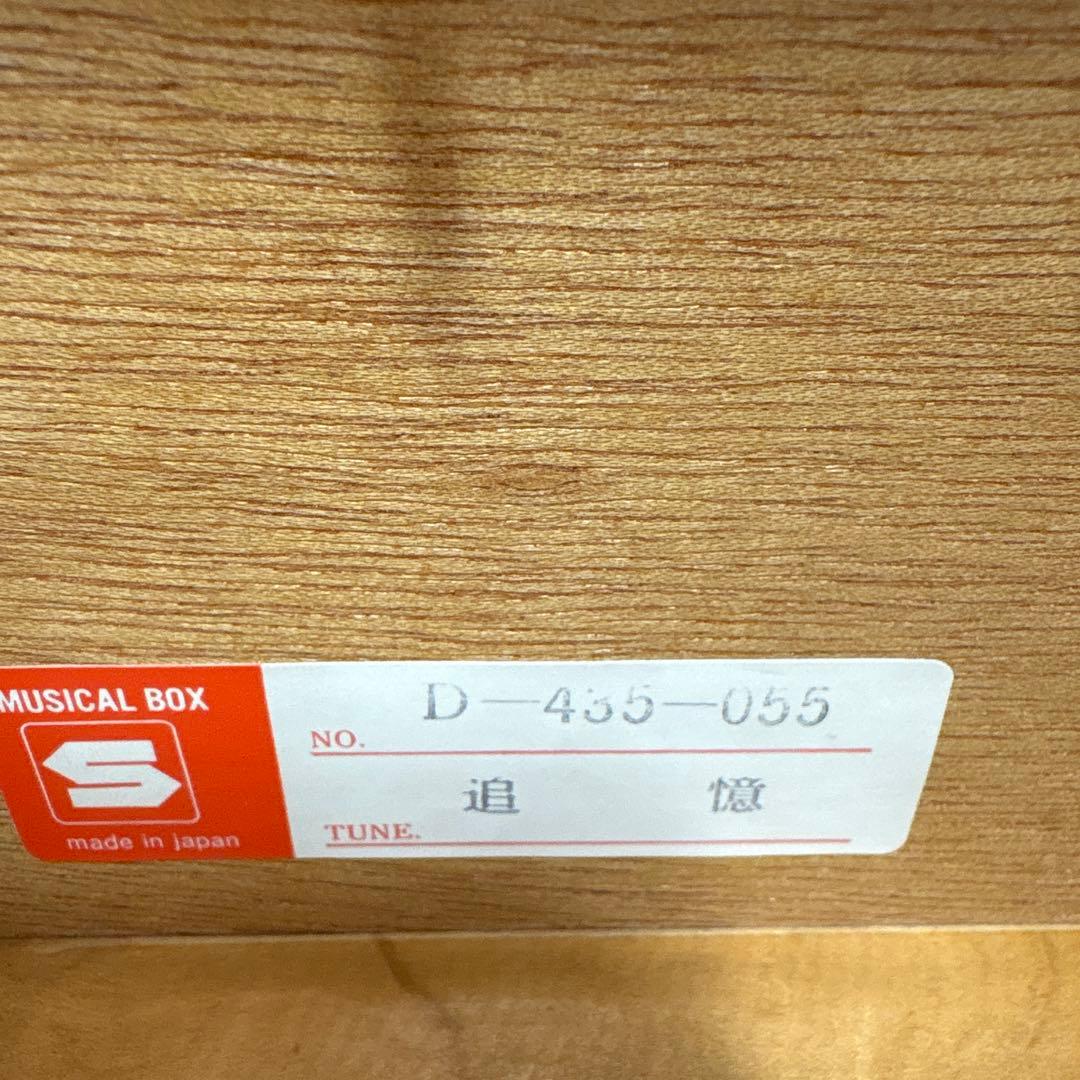 MUSICAL BOX
S
made in japan
NO. D-435-055
TUNE. 追憶